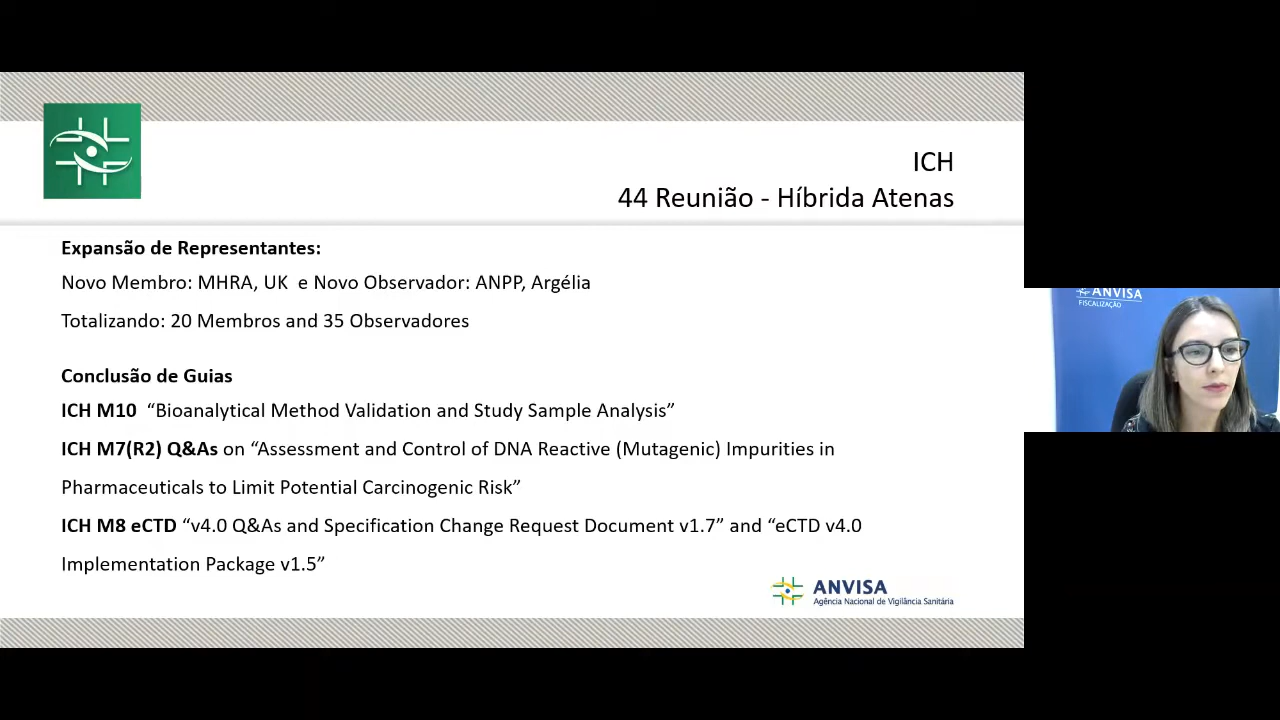 ICH
44 Reunião - Híbrida Atenas
Expansão de Representantes:
Novo Membro: MHRA, UK  e Novo Observador: ANPP, Argélia
Totalizando: 20 Membros and 35 Observadores
Conclusão de Guias
ICH M10  “Bioanalytical Method Validation and Study Sample Analysis”
ICH M7(R2) Q&As on “Assessment and Control of DNA Reactive (Mutagenic) Impurities in
Pharmaceuticals to Limit Potential Carcinogenic Risk”
ICH M8 eCTD “v4.0 Q&As and Specification Change Request Document v1.7” and “eCTD v4.0
Implementation Package v1.5”
ANVISA
Agência Nacional de Vigilância Sanitária
ANVISA
FISCALIZAÇÃO